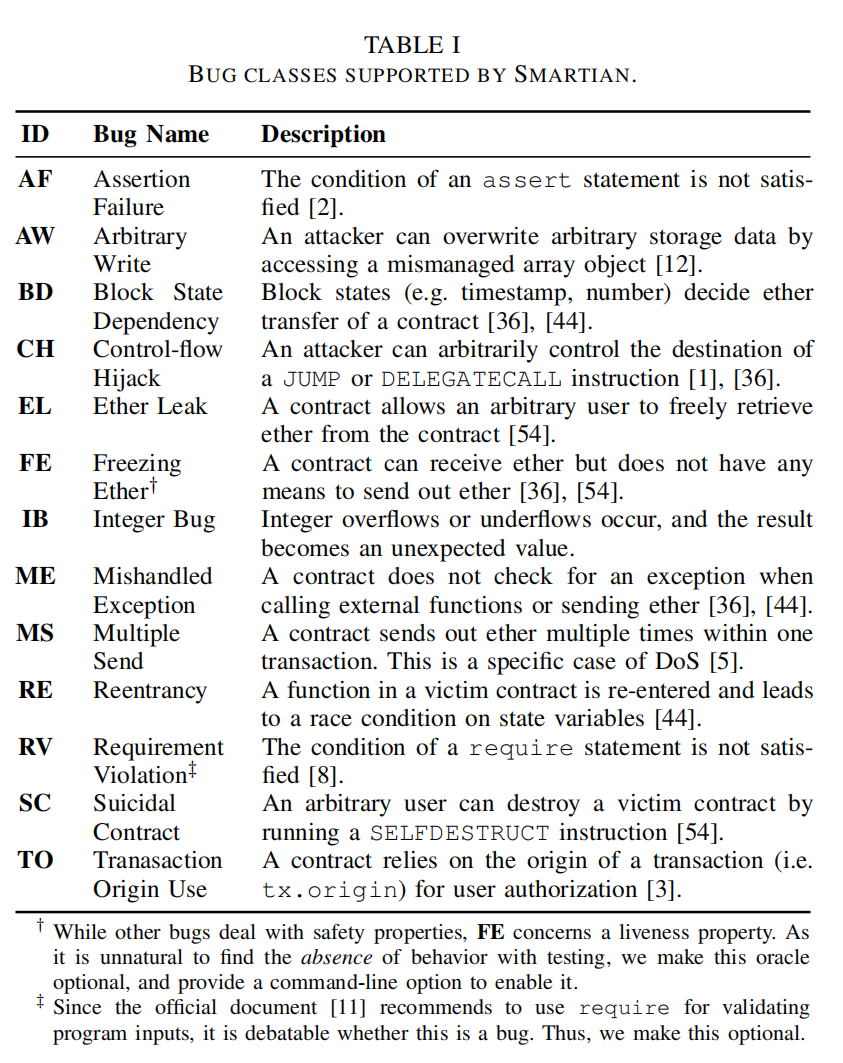 TABLE I
BUG CLASSES SUPPORTED BY SMARTIAN.
ID Bug Name Description
AF Assertion The condition of an assert statement is not satis-
Failure fied [2].
AW Arbitrary An attacker can overwrite arbitrary storage data by
Write accessing a mismanaged array object [12].
BD Block State Block states (e.g. timestamp, number) decide ether
Dependency transfer of a contract [36], [44].
CH Control-flow An attacker can arbitrarily control the destination of
Hijack a JUMP or DELEGATECALL instruction [1], [36].
EL Ether Leak A contract allows an arbitrary user to freely retrieve
ether from the contract [54].
FE Freezing A contract can receive ether but does not have any
Ether† means to send out ether [36], [54].
IB Integer Bug Integer overflows or underflows occur, and the result
becomes an unexpected value.
ME Mishandled A contract does not check for an exception when
Exception calling external functions or sending ether [36], [44].
MS Multiple A contract sends out ether multiple times within one
Send transaction. This is a specific case of DoS [5].
RE Reentrancy A function in a victim contract is re-entered and leads
to a race condition on state variables [44].
RV Requirement The condition of a require statement is not satis-
Violation‡ fied [8].
SC Suicidal An arbitrary user can destroy a victim contract by
Contract running a SELFDESTRUCT instruction [54].
TO Tranasaction A contract relies on the origin of a transaction (i.e.
Origin Use tx.origin) for user authorization [3].
† While other bugs deal with safety properties, FE concerns a liveness property. As
it is unnatural to find the absence of behavior with testing, we make this oracle
optional, and provide a command-line option to enable it.
‡ Since the official document [11] recommends to use require for validating
program inputs, it is debatable whether this is a bug. Thus, we make this optional.